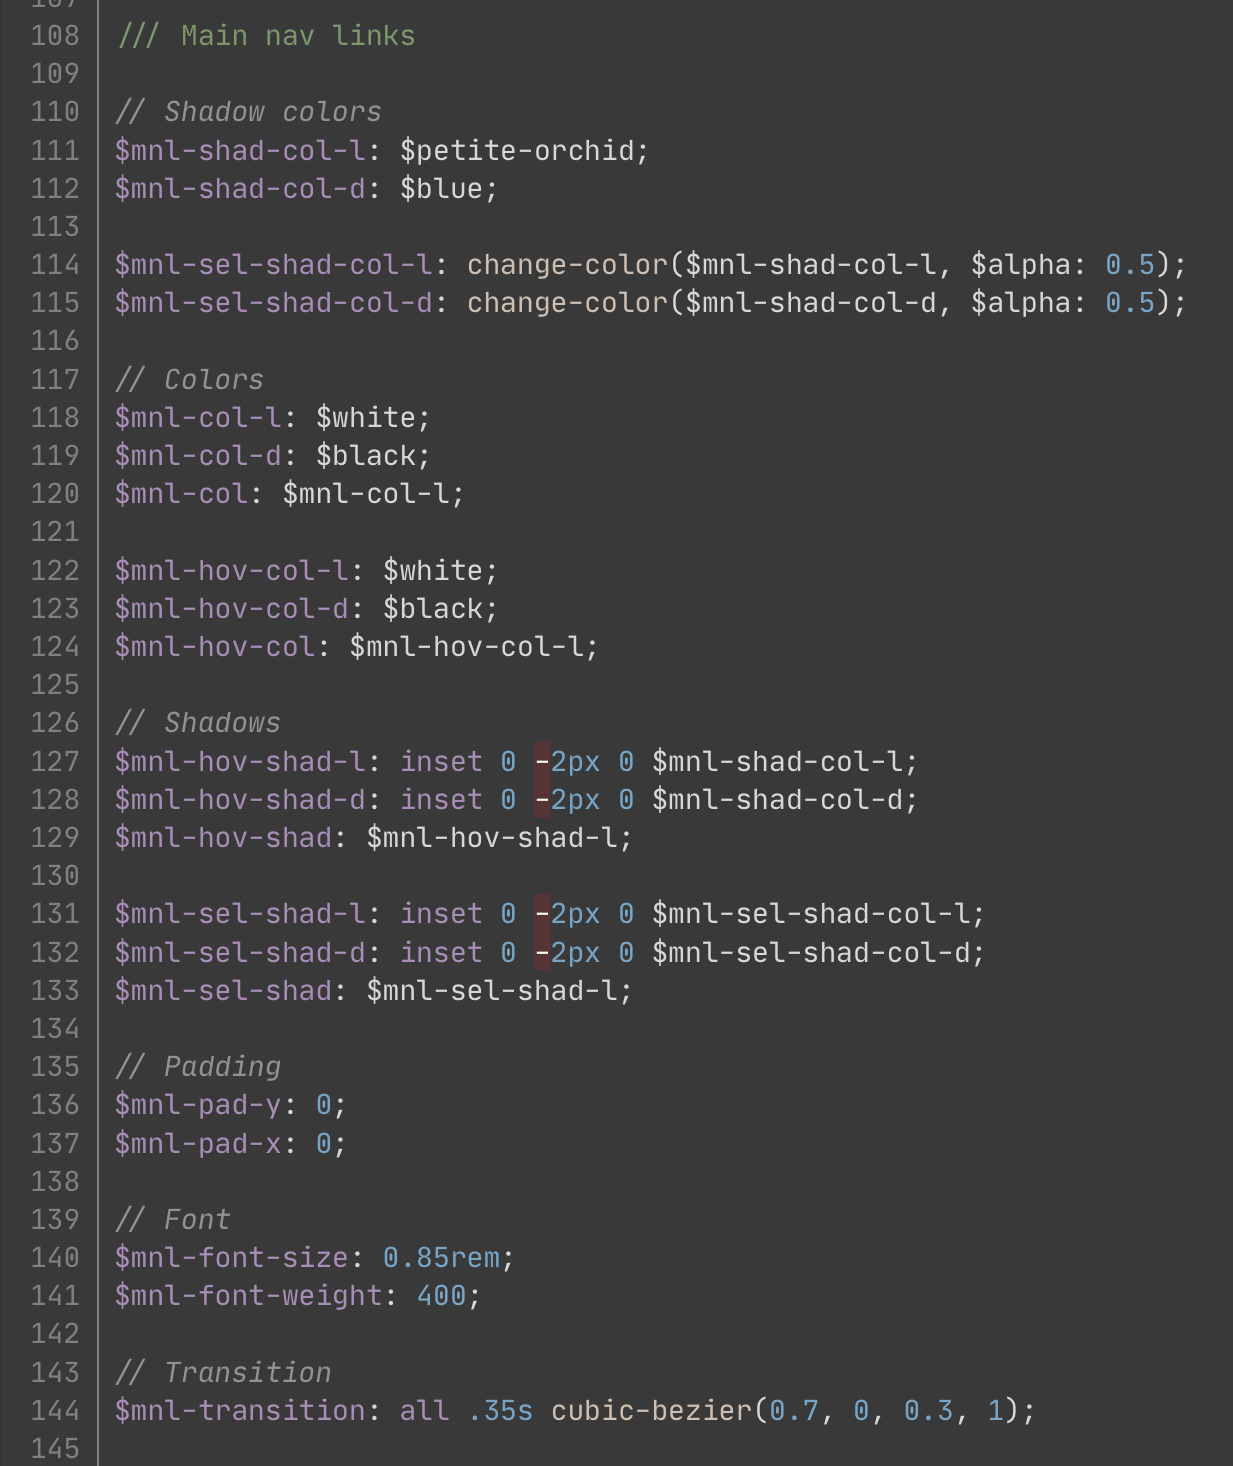 108 /// Main nav links
109
110 // Shadow colors
111 $mnl-shad-col-l: $petite-orchid;
112 $mnl-shad-col-d: $blue;
113
114 $mnl-sel-shad-col-l: change-color($mnl-shad-col-l, $alpha: 0.5);
115 $mnl-sel-shad-col-d: change-color($mnl-shad-col-d, $alpha: 0.5);
116
117 // Colors
118 $mnl-col-l: $white;
119 $mnl-col-d: $black;
120 $mnl-col: $mnl-col-l;
121
122 $mnl-hov-col-l: $white;
123 $mnl-hov-col-d: $black;
124 $mnl-hov-col: $mnl-hov-col-l;
125
126 // Shadows
127 $mnl-hov-shad-l: inset 0 -2px 0 $mnl-shad-col-l;
128 $mnl-hov-shad-d: inset 0 -2px 0 $mnl-shad-col-d;
129 $mnl-hov-shad: $mnl-hov-shad-l;
130
131 $mnl-sel-shad-l: inset 0 -2px 0 $mnl-sel-shad-col-l;
132 $mnl-sel-shad-d: inset 0 -2px 0 $mnl-sel-shad-col-d;
133 $mnl-sel-shad: $mnl-sel-shad-l;
134
135 // Padding
136 $mnl-pad-y: 0;
137 $mnl-pad-x: 0;
138
139 // Font
140 $mnl-font-size: 0.85rem;
141 $mnl-font-weight: 400;
142
143 // Transition
144 $mnl-transition: all .35s cubic-bezier(0.7, 0, 0.3, 1);
145